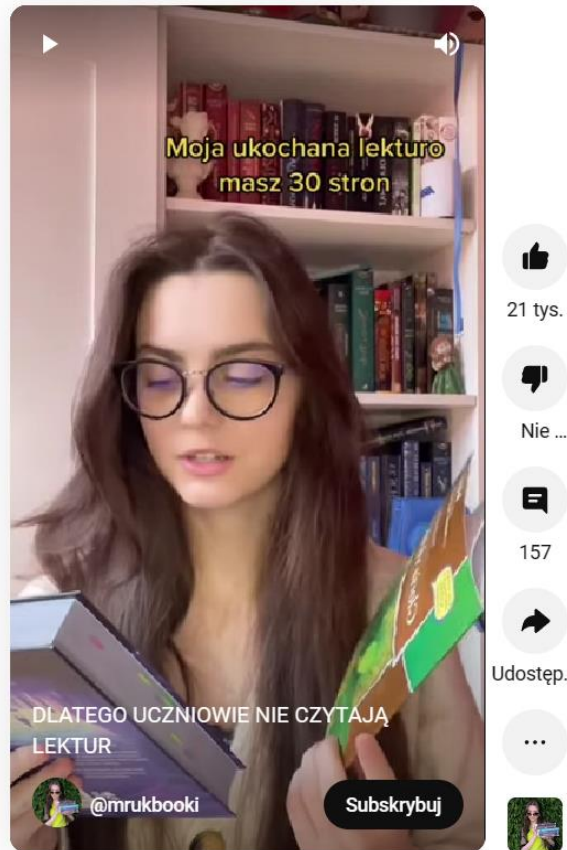 Moja ukochana lekturo
masz 30 stron
21 tys.
Nie ...
157
Udostęp.
DLATEGO UCZNIOWIE NIE CZYTAJĄ
LEKTUR
@mrukbooki
Subskrybuj